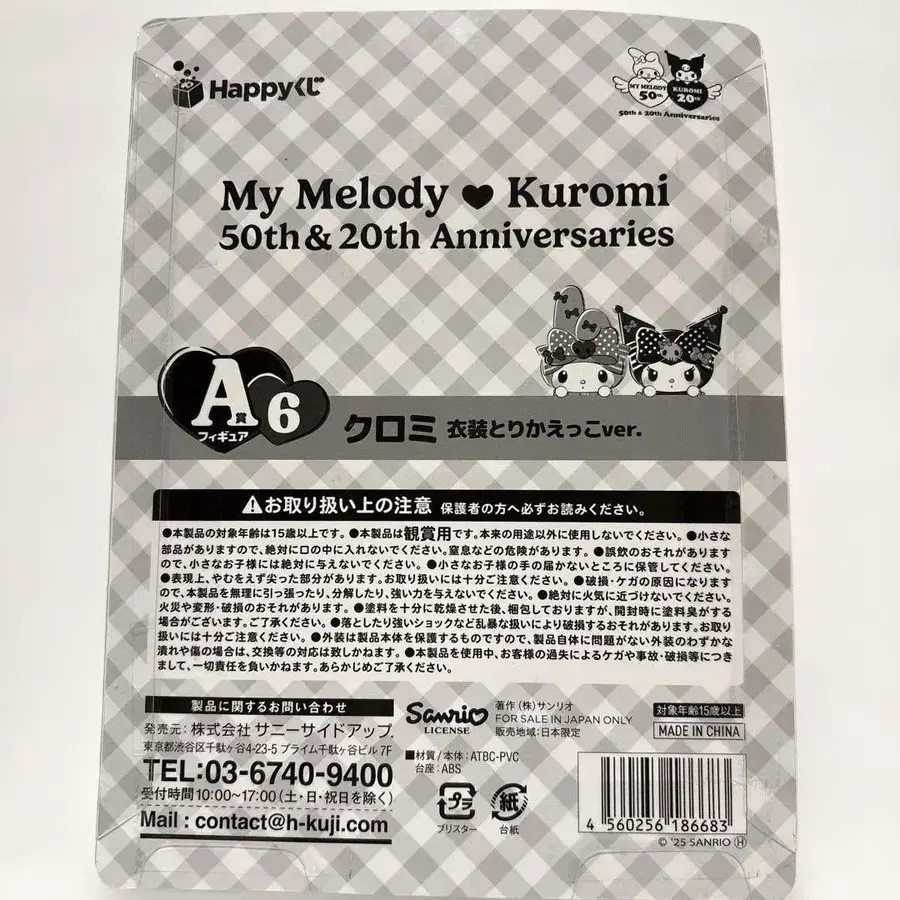 Happyくじ
MY MELODY 50th KUROMI 20th
50th & 20th Anniversaries
My Melody ♥ Kuromi
50th & 20th Anniversaries
A賞
フィギュア
6
クロミ 衣装とりかえっこver.
⚠お取り扱い上の注意 保護者の方へ必ずお読みください。
●本製品の対象年齢は15歳以上です。●本製品は観賞用です。本来の用途以外に使用しないでください。●小さな
部品がありますので、絶対に口の中に入れないでください。窒息などの危険があります。●誤飲のおそれがあります
ので、小さなお子様には絶対に与えないでください。●小さなお子様の手の届かないところに保管してください。
●表現上、やむをえず尖った部分があります。お取り扱いには十分ご注意ください。●破損・ケガの原因になりますの
で、本製品を無理に引っ張ったり、分解したり、強い力を与えないでください。●絶対に火気に近づけないでください。
火災や変形・破損のおそれがあります。●塗料を十分に乾燥させた後、梱包しておりますが、開封時に塗料臭がする
場合がございます。ご了承ください。●落としたり強いショックなど乱暴な扱いにより破損するおそれがあります。お取り
扱いには十分ご注意ください。●外装は製品本体を保護するものですので、製品自体に問題がない外装のわずかな
潰れや傷の場合は、交換等の対応は致しかねます。●本製品を使用中、お客様の過失によるケガや事故・破損等につき
まして、一切責任を負いかねます。あらかじめご了承ください。
製品に関するお問い合わせ
発売元：株式会社 サニーサイドアップ
東京都渋谷区千駄ヶ谷4-23-5 プライム千駄ヶ谷ビル 7F
TEL:03-6740-9400
受付時間 10:00~17:00（土・日・祝日を除く）
Mail : contact@h-kuji.com
Sanrio
LICENSE
著作（株）サンリオ
FOR SALE IN JAPAN ONLY
販売地域：日本限定
対象年齢15歳以上
MADE IN CHINA
■材質／本体：ATBC-PVC
台座：ABS
プラ
ブリスター
紙
台紙
4 560256 186683
© '25 SANRIO Ⓗ